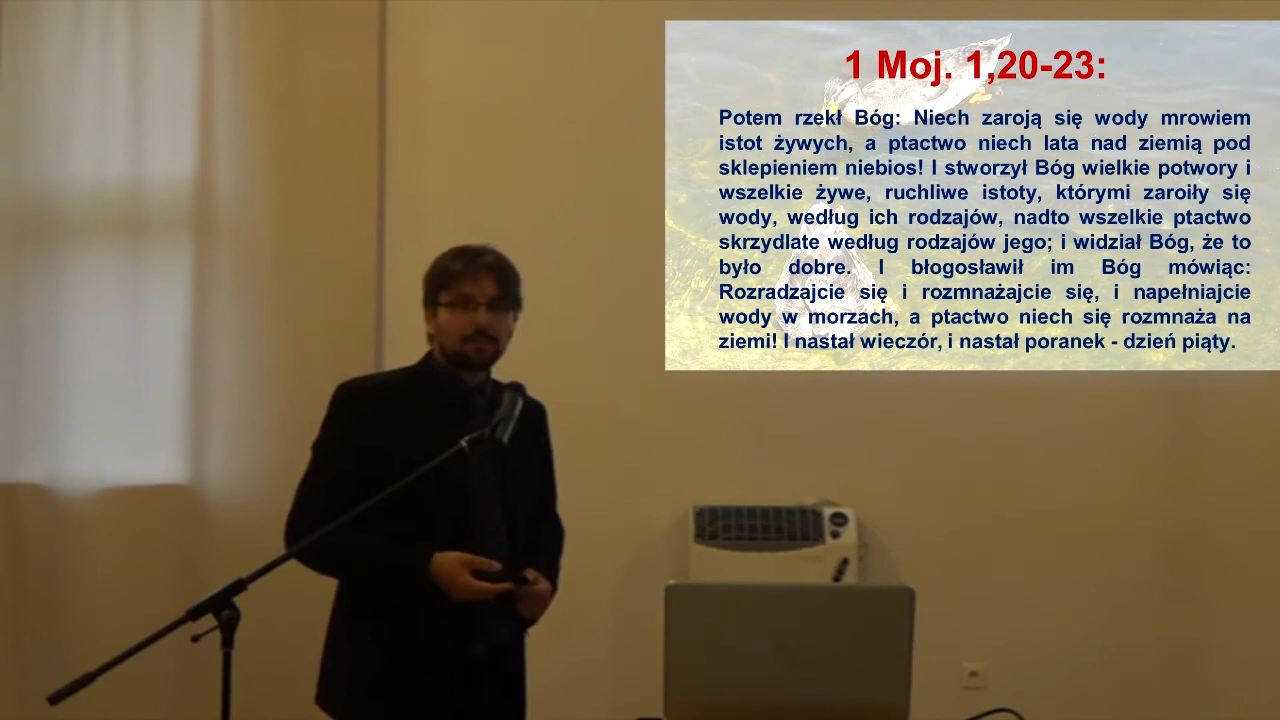 1 Moj. 1,20-23:
Potem rzekł Bóg: Niech zaroją się wody mrowiem
istot żywych, a ptactwo niech lata nad ziemią pod
sklepieniem niebios! I stworzył Bóg wielkie potwory i
wszelkie żywe, ruchliwe istoty, którymi zaroiły się
wody, według ich rodzajów, nadto wszelkie ptactwo
skrzydlate według rodzajów jego; i widział Bóg, że to
było dobre. I błogosławił im Bóg mówiąc:
Rozradzajcie się i rozmnażajcie się, i napełniajcie
wody w morzach, a ptactwo niech się rozmnaża na
ziemi! I nastał wieczór, i nastał poranek - dzień piąty.